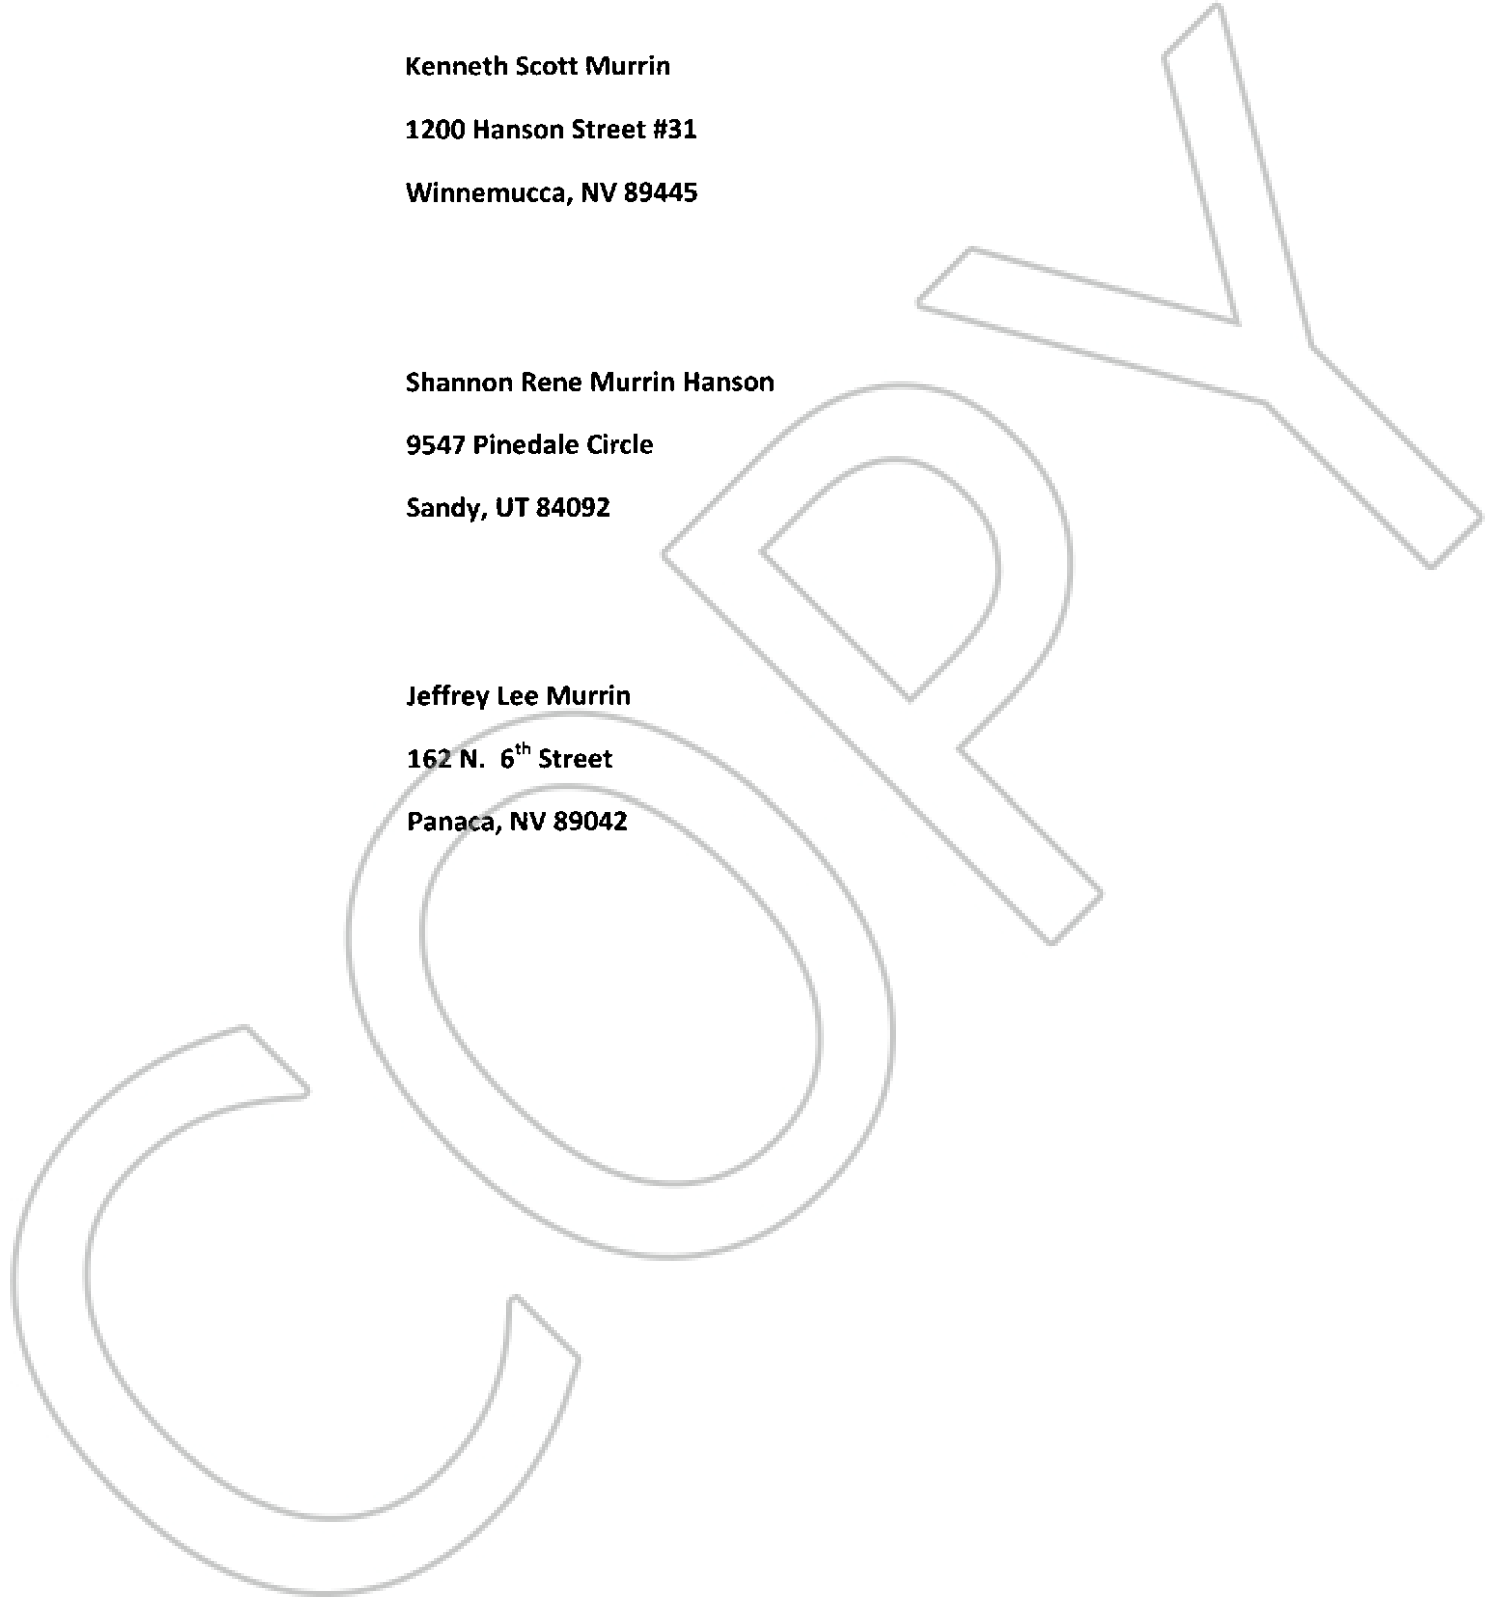 Kenneth Scott Murrin
1200 Hanson Street #31
Winnemucca, NV 89445
Shannon Rene Murrin Hanson
9547 Pinedale Circle
Sandy, UT 84092
Jeffrey Lee Murrin
162 N.  6th Street
Panaca, NV 89042
COPY